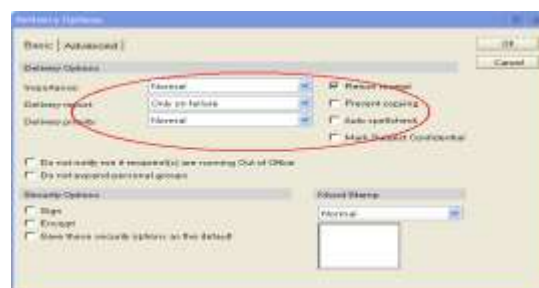 Delivery Options
Basic | Advanced
OK
Cancel
Delivery Options
Importance: Normal
Return receipt
Delivery report: Only on failure
Prevent copying
Delivery priority: Normal
Auto spellcheck
Mark Subject Confidential
Do not notify me if recipient(s) are running Out of Office
Do not expand personal groups
Security Options
Mood Stamp
Sign
Normal
Encrypt
Save these security options as the default